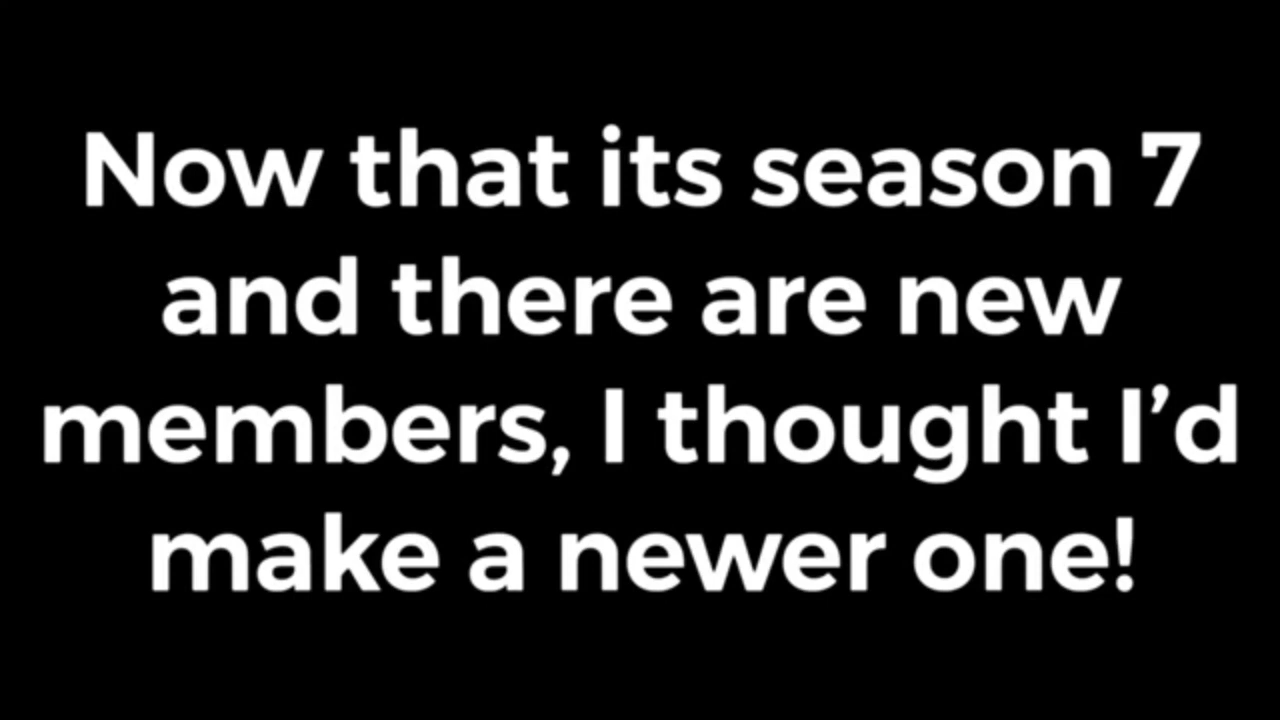 Now that its season 7
and there are new
members, I thought I’d
make a newer one!